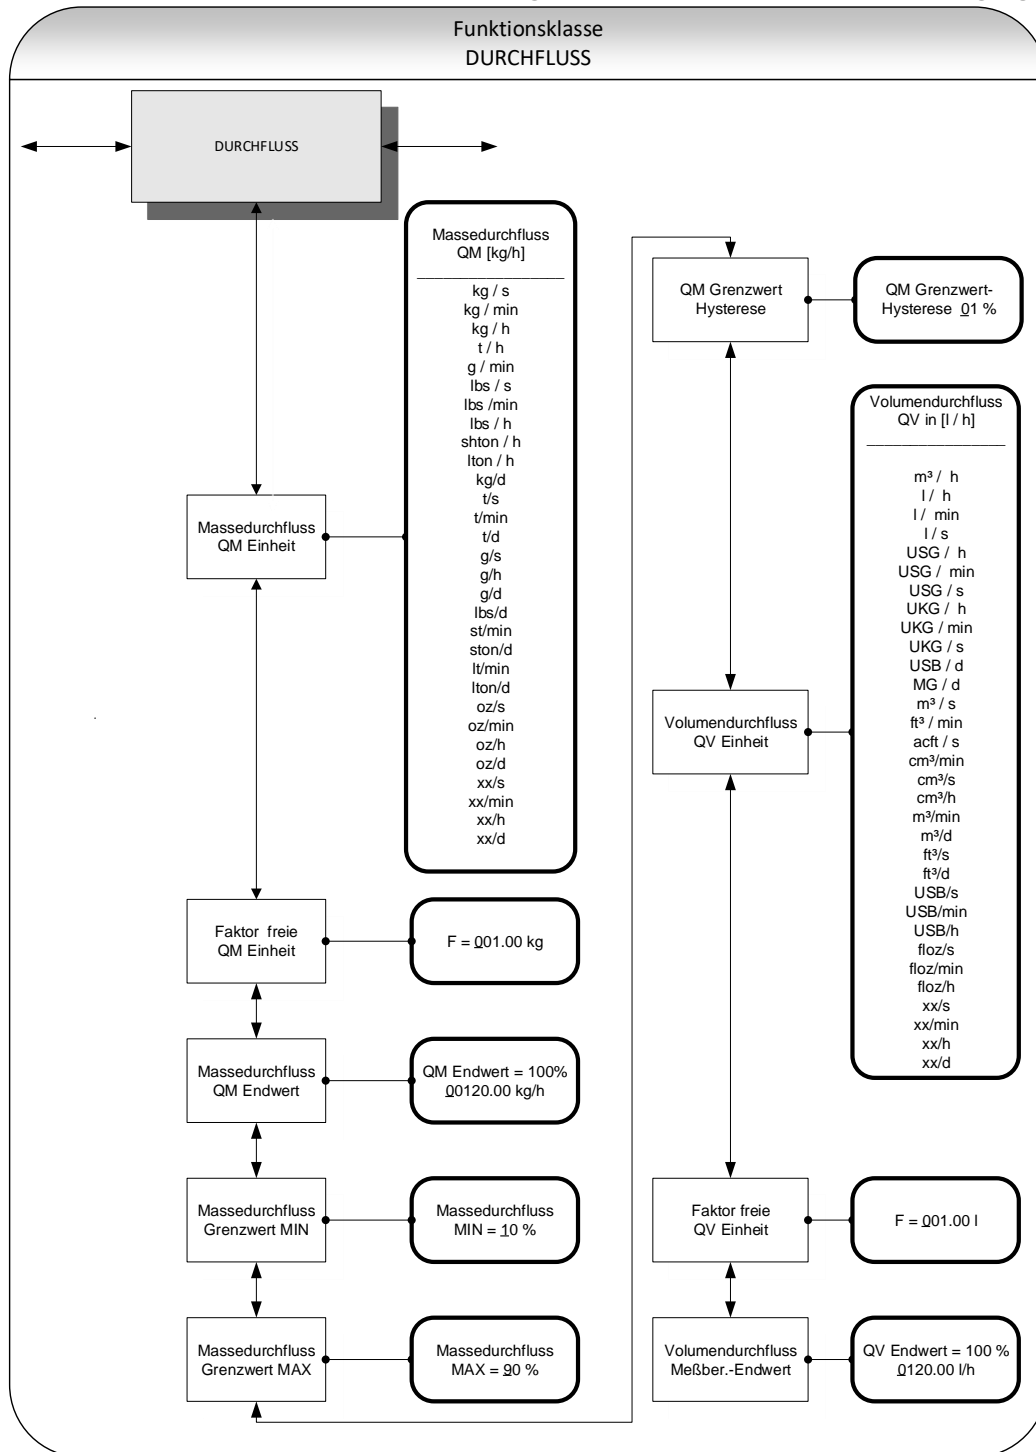 Funktionsklasse
DURCHFLUSS
DURCHFLUSS
Massedurchfluss
QM Einheit
Massedurchfluss
QM [kg/h]
kg / s
kg / min
kg / h
t / h
g / min
lbs / s
lbs /min
lbs / h
shton / h
lton / h
kg/d
t/s
t/min
t/d
g/s
g/h
g/d
lbs/d
st/min
ston/d
lt/min
lton/d
oz/s
oz/min
oz/h
oz/d
xx/s
xx/min
xx/h
xx/d
Faktor freie
QM Einheit
F = 001.00 kg
Massedurchfluss
QM Endwert
QM Endwert = 100%
00120.00 kg/h
Massedurchfluss
Grenzwert MIN
Massedurchfluss
MIN = 10 %
Massedurchfluss
Grenzwert MAX
Massedurchfluss
MAX = 90 %
QM Grenzwert
Hysterese
QM Grenzwert-
Hysterese 01 %
Volumendurchfluss
QV Einheit
Volumendurchfluss
QV in [l / h]
m³ / h
l / h
l / min
l / s
USG / h
USG / min
USG / s
UKG / h
UKG / min
UKG / s
USB / d
MG / d
m³ / s
ft³ / min
acft / s
cm³/min
cm³/s
cm³/h
m³/min
m³/d
ft³/s
ft³/d
USB/s
USB/min
USB/h
floz/s
floz/min
floz/h
xx/s
xx/min
xx/h
xx/d
Faktor freie
QV Einheit
F = 001.00 l
Volumendurchfluss
Meßber.-Endwert
QV Endwert = 100 %
0120.00 l/h